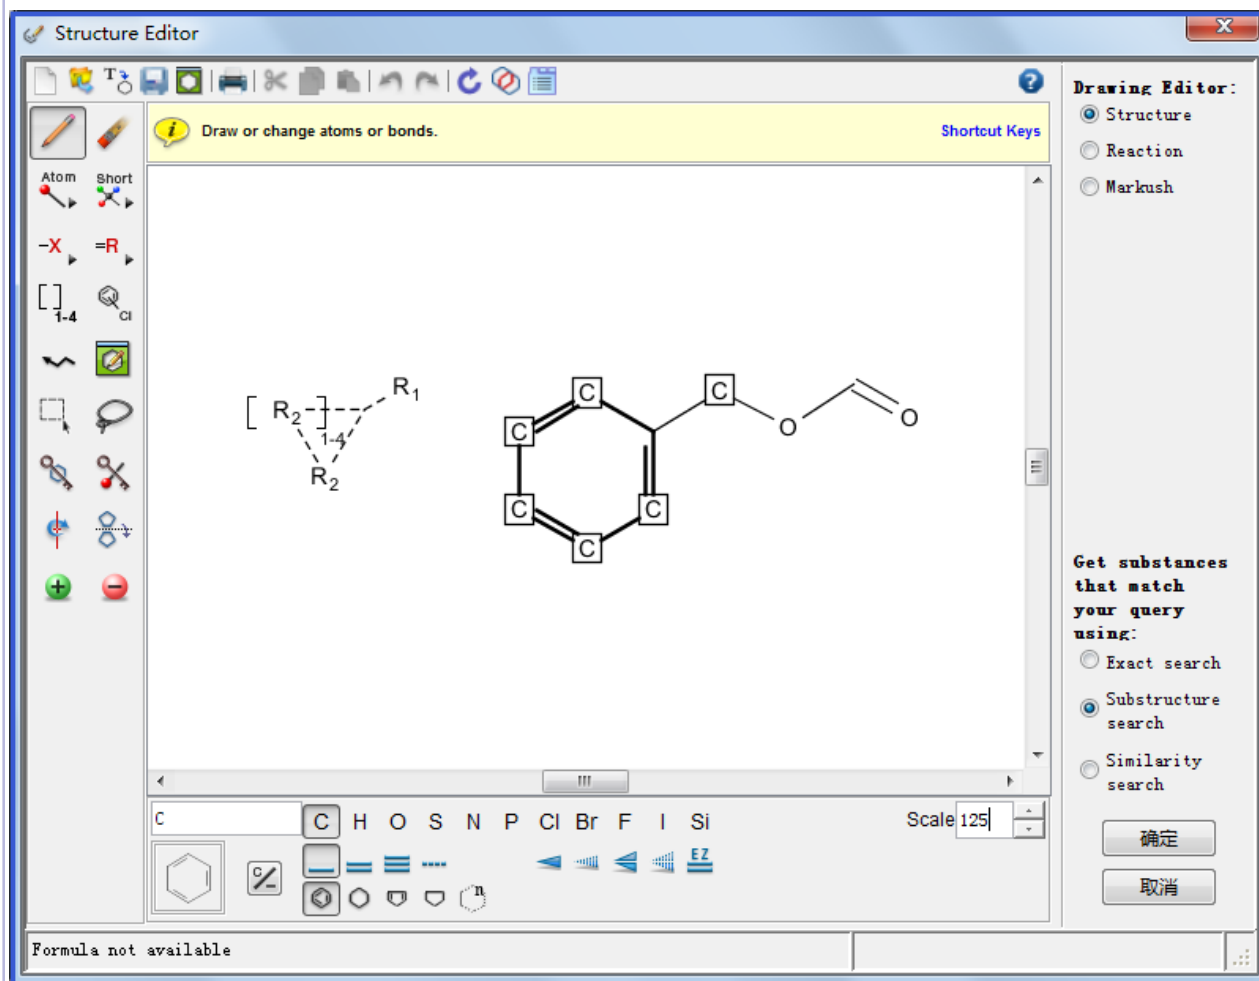 Structure Editor
X
T
?
Drawing Editor:
Structure
Reaction
Markush
i Draw or change atoms or bonds.
Shortcut Keys
Atom
Short
-X
=R
[ ] 1-4
Cl
R1
[ R2 ] 1-4
R2
C
C
C
C
C
C
O
O
Get substances
that match
your query
using:
Exact search
Substructure
search
Similarity
search
确定
取消
C
C H O S N P Cl Br F I Si
Scale 125
C
EZ
n
Formula not available